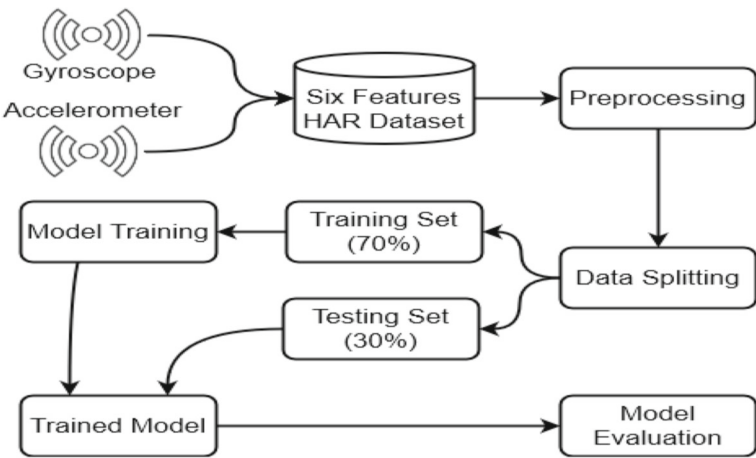 Gyroscope
Accelerometer
Six Features
HAR Dataset
Preprocessing
Model Training
Training Set
(70%)
Data Splitting
Testing Set
(30%)
Trained Model
Model
Evaluation